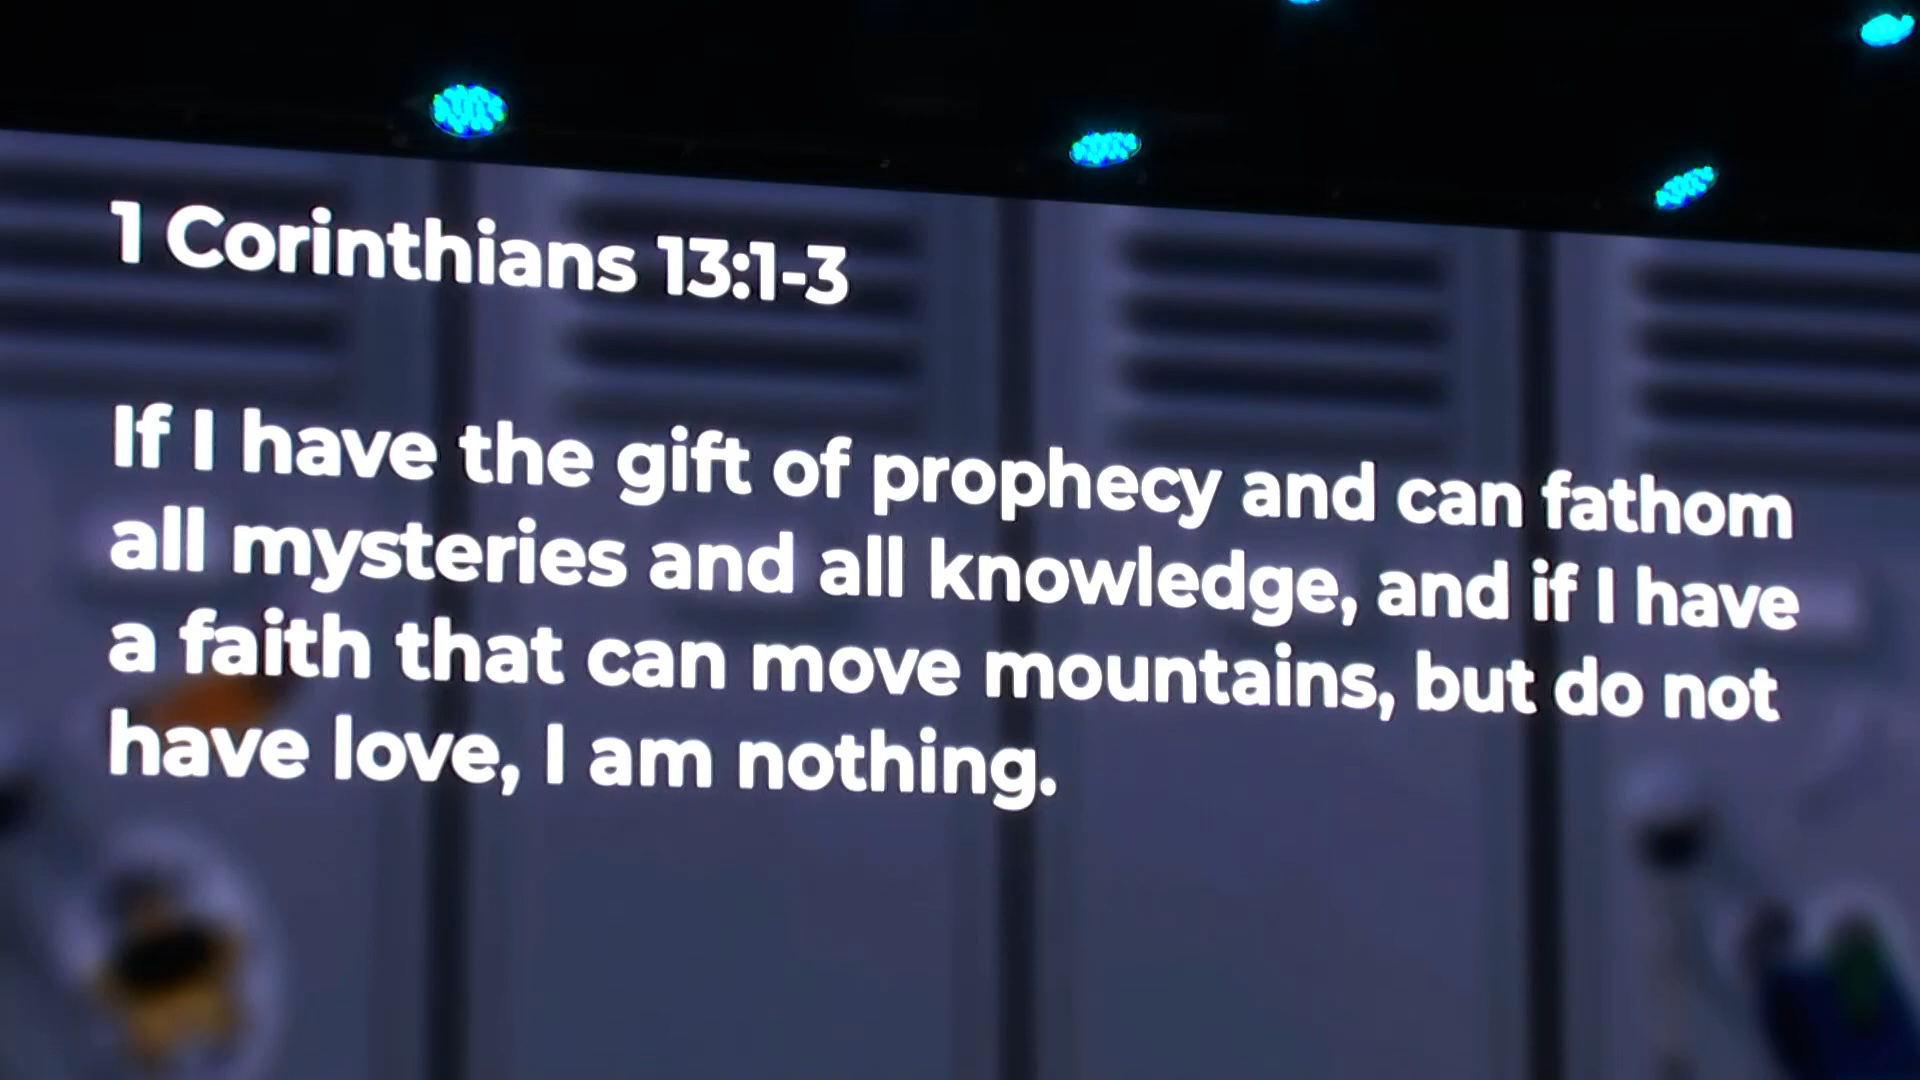 1 Corinthians 13:1-3
If I have the gift of prophecy and can fathom
all mysteries and all knowledge, and if I have
a faith that can move mountains, but do not
have love, I am nothing.